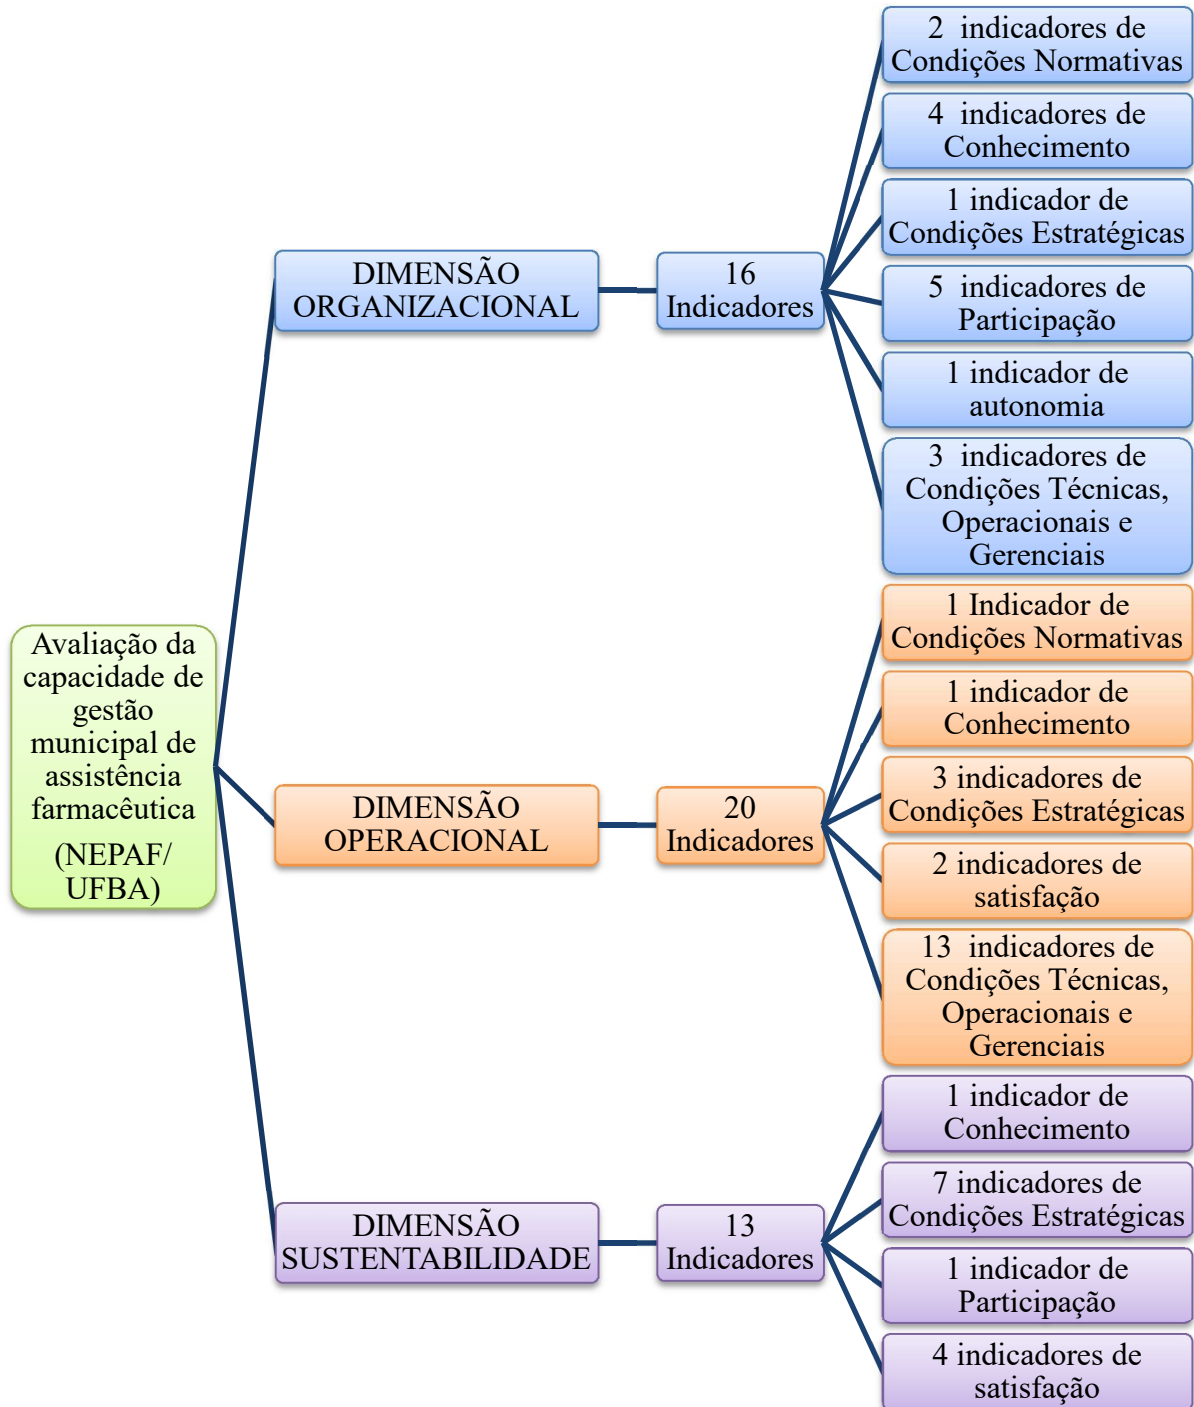 Avaliação da
capacidade de
gestão
municipal de
assistência
farmacêutica
(NEPAF/
UFBA)
DIMENSÃO
ORGANIZACIONAL
16
Indicadores
2 indicadores de
Condições Normativas
4 indicadores de
Conhecimento
1 indicador de
Condições Estratégicas
5 indicadores de
Participação
1 indicador de
autonomia
3 indicadores de
Condições Técnicas,
Operacionais e
Gerenciais
DIMENSÃO
OPERACIONAL
20
Indicadores
1 Indicador de
Condições Normativas
1 indicador de
Conhecimento
3 indicadores de
Condições Estratégicas
2 indicadores de
satisfação
13 indicadores de
Condições Técnicas,
Operacionais e
Gerenciais
DIMENSÃO
SUSTENTABILIDADE
13
Indicadores
1 indicador de
Conhecimento
7 indicadores de
Condições Estratégicas
1 indicador de
Participação
4 indicadores de
satisfação